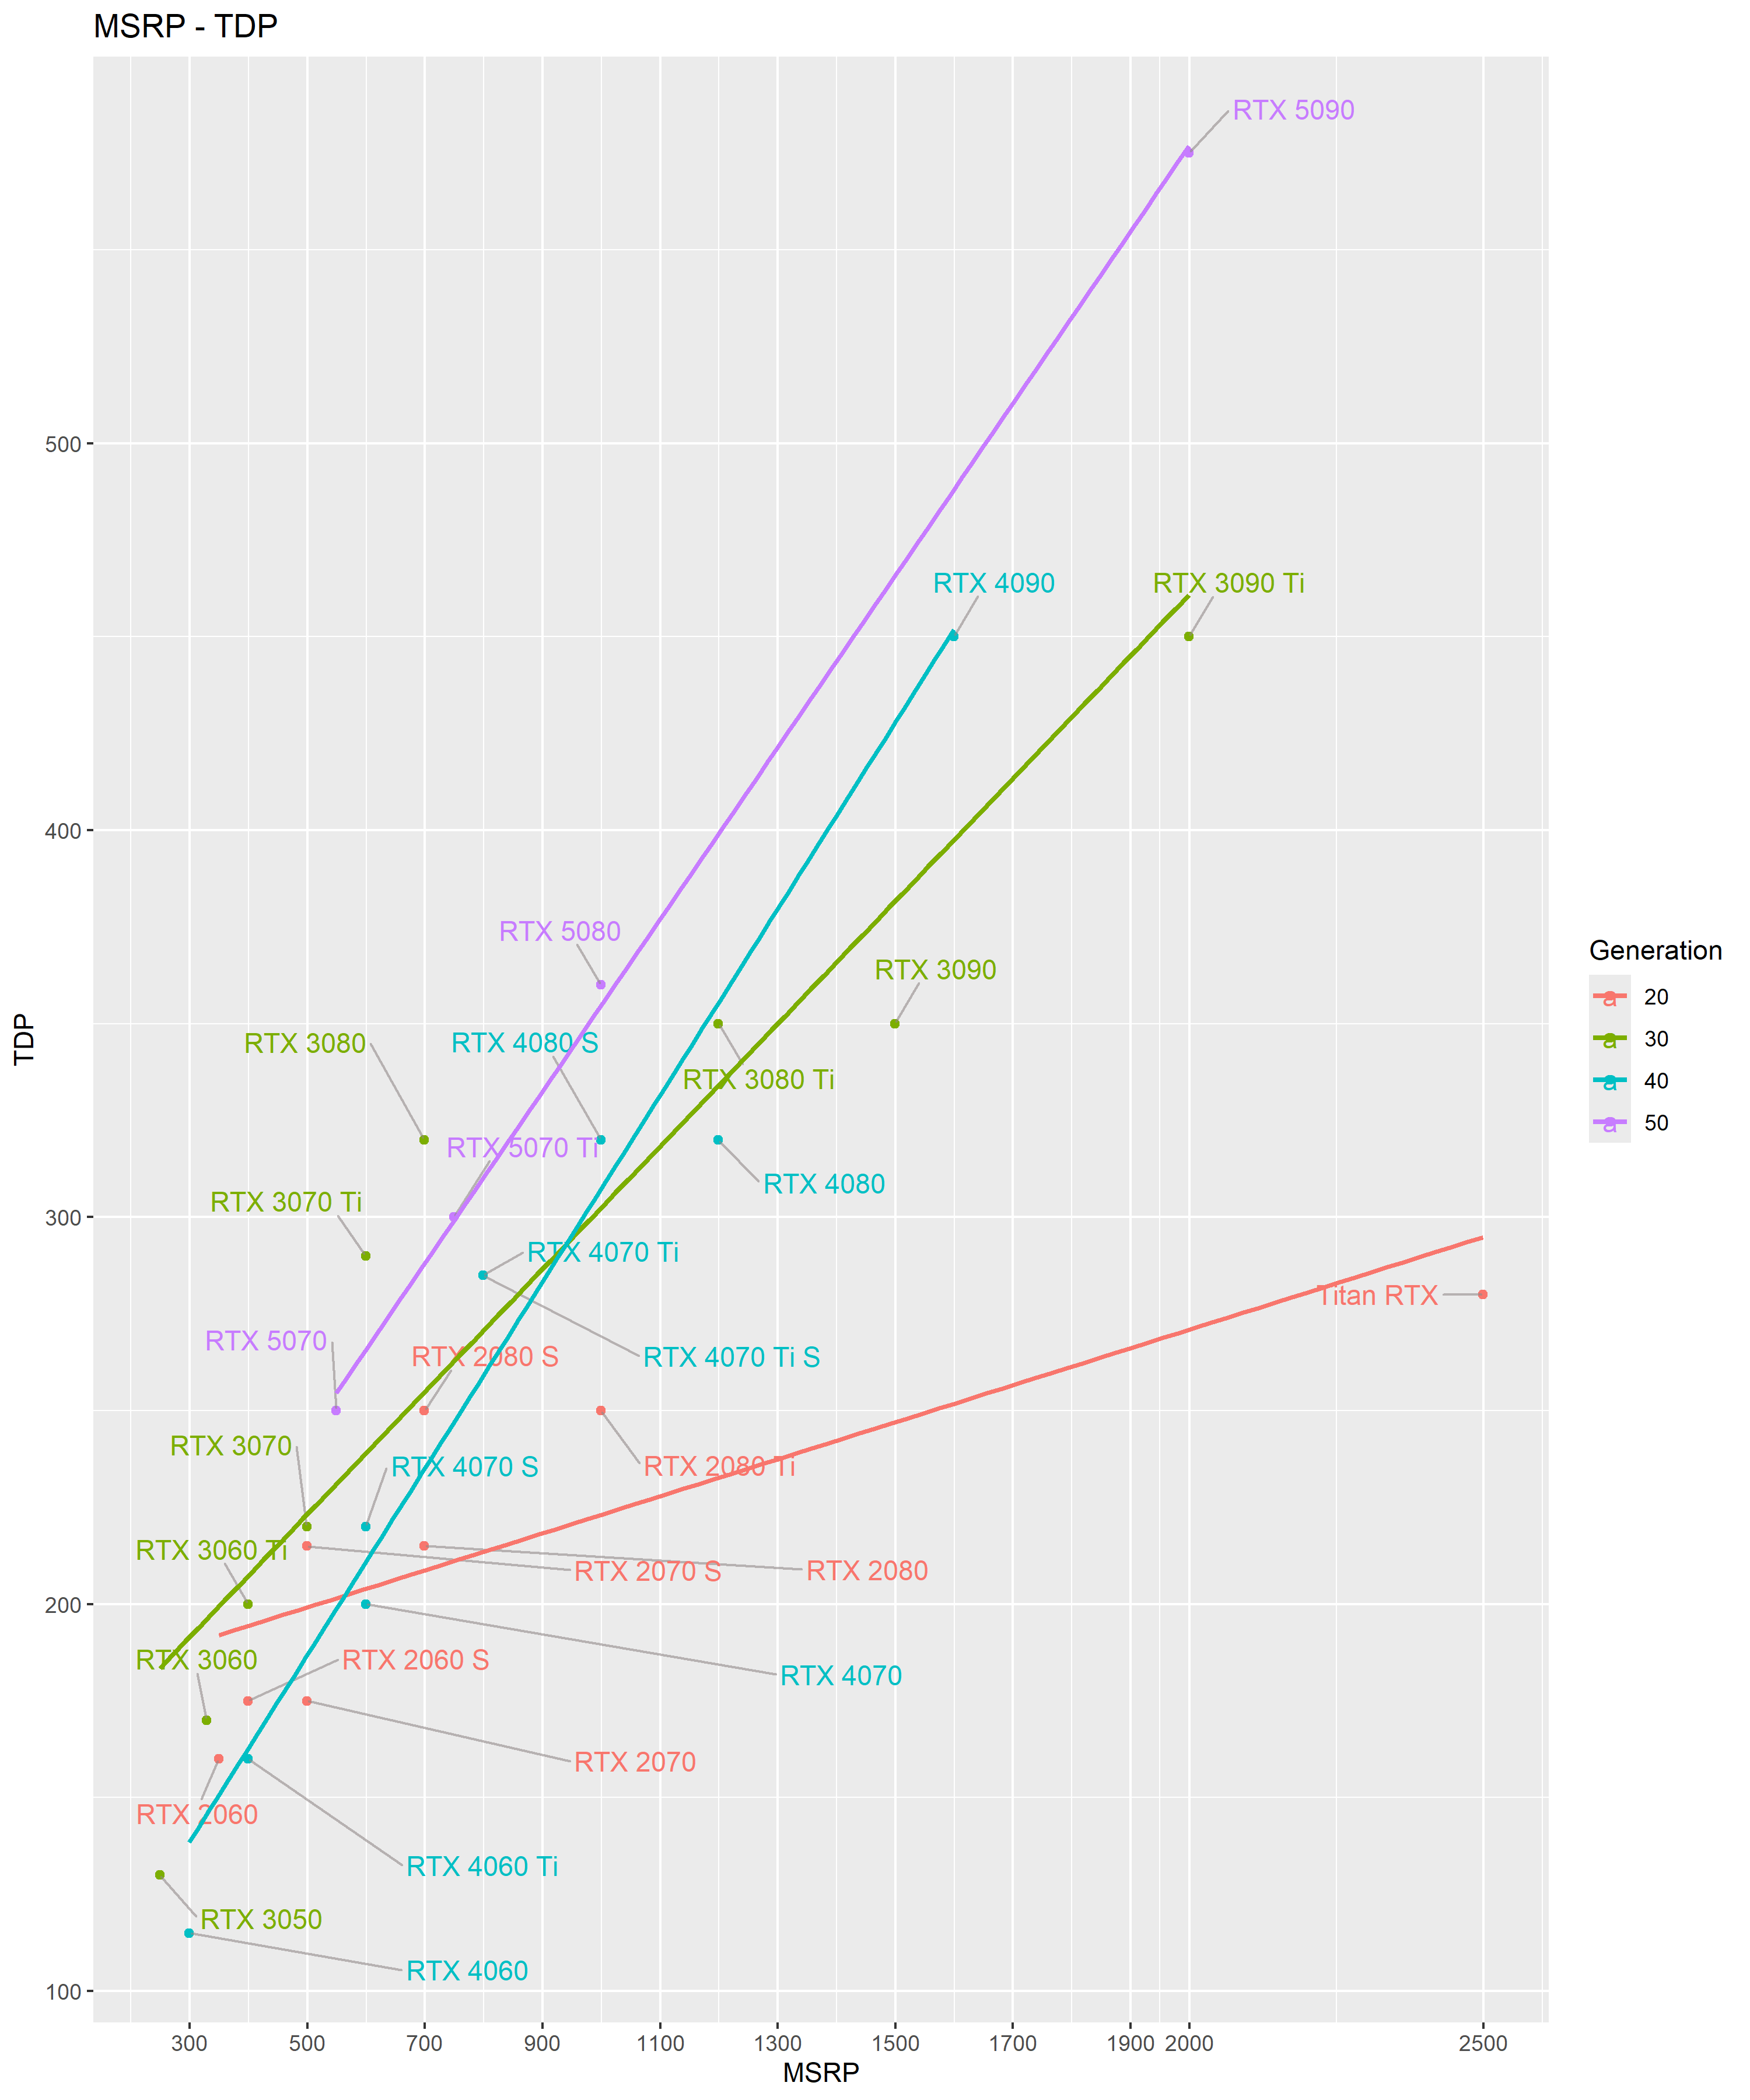 MSRP - TDP
RTX 5090
500
RTX 4090
RTX 3090 Ti
400
RTX 5080
RTX 3090
RTX 3080
RTX 4080 S
RTX 3080 Ti
RTX 5070 Ti
RTX 4080
RTX 3070 Ti
300
RTX 4070 Ti
Titan RTX
RTX 5070
RTX 2080 S
RTX 4070 Ti S
RTX 3070
RTX 4070 S
RTX 2080 Ti
RTX 3060 Ti
RTX 2070 S
RTX 2080
200
RTX 3060
RTX 2060 S
RTX 4070
RTX 2070
RTX 2060
RTX 4060 Ti
RTX 3050
RTX 4060
100
TDP
300 500 700 900 1100 1300 1500 1700 1900 2000 2500
MSRP
Generation
a 20
a 30
a 40
a 50